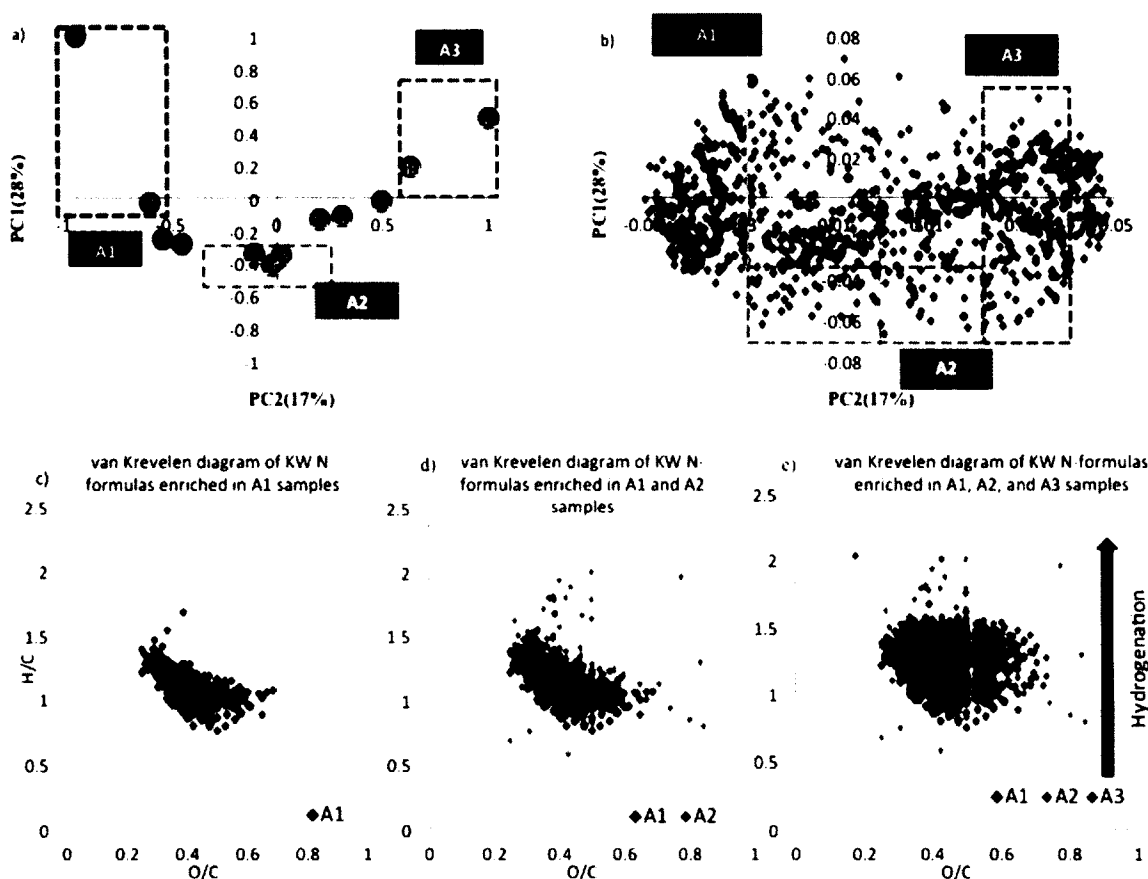 a)
A3
1
0.8
0.6
0.4
0.2
0
-0.2
-0.4
-0.6
-0.8
-1
0.5
0.5
1
A1
A2
PC1(28%)
PC2(17%)
b)
A1
A3
0.08
0.06
0.04
0.02
0.05
-0.06
-0.08
A2
PC1(28%)
PC2(17%)
c)
van Krevelen diagram of KW N
formulas enriched in A1 samples
2.5
2
1.5
1
0.5
0
H/C
A1
0 0.2 0.4 0.6 0.8 1
O/C
d)
van Krevelen diagram of KW N-
formulas enriched in A1 and A2
samples
2.5
2
1.5
1
0.5
0
A1 A2
0 0.2 0.4 0.6 0.8 1
O/C
e)
van Krevelen diagram of KW N-formulas
enriched in A1, A2, and A3 samples
2.5
2
1.5
1
0.5
0
Hydrogenation
A1 A2 A3
0 0.2 0.4 0.6 0.8 1
O/C